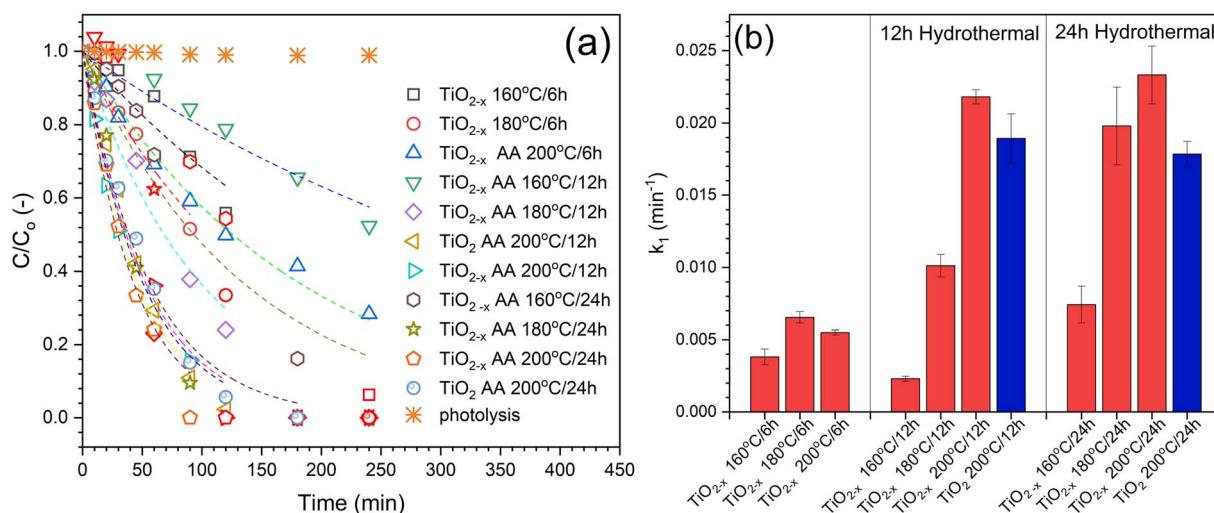 (a)
C/Co (-)
1.0
0.8
0.6
0.4
0.2
0.0
TiO2-x 160°C/6h
TiO2-x 180°C/6h
TiO2-x AA 200°C/6h
TiO2-x AA 160°C/12h
TiO2-x AA 180°C/12h
TiO2 AA 200°C/12h
TiO2-x AA 200°C/12h
TiO2-x AA 160°C/24h
TiO2-x AA 180°C/24h
TiO2-x AA 200°C/24h
TiO2 AA 200°C/24h
photolysis
0 50 100 150 200 250 300 350 400 450
Time (min)
(b)
12h Hydrothermal
24h Hydrothermal
k1 (min-1)
0.025
0.020
0.015
0.010
0.005
0.000
TiO2-x 160°C/6h
TiO2-x 180°C/6h
TiO2-x 200°C/6h
TiO2-x 160°C/12h
TiO2-x 180°C/12h
TiO2-x 200°C/12h
TiO2 200°C/12h
TiO2-x 160°C/24h
TiO2-x 180°C/24h
TiO2-x 200°C/24h
TiO2 200°C/24h